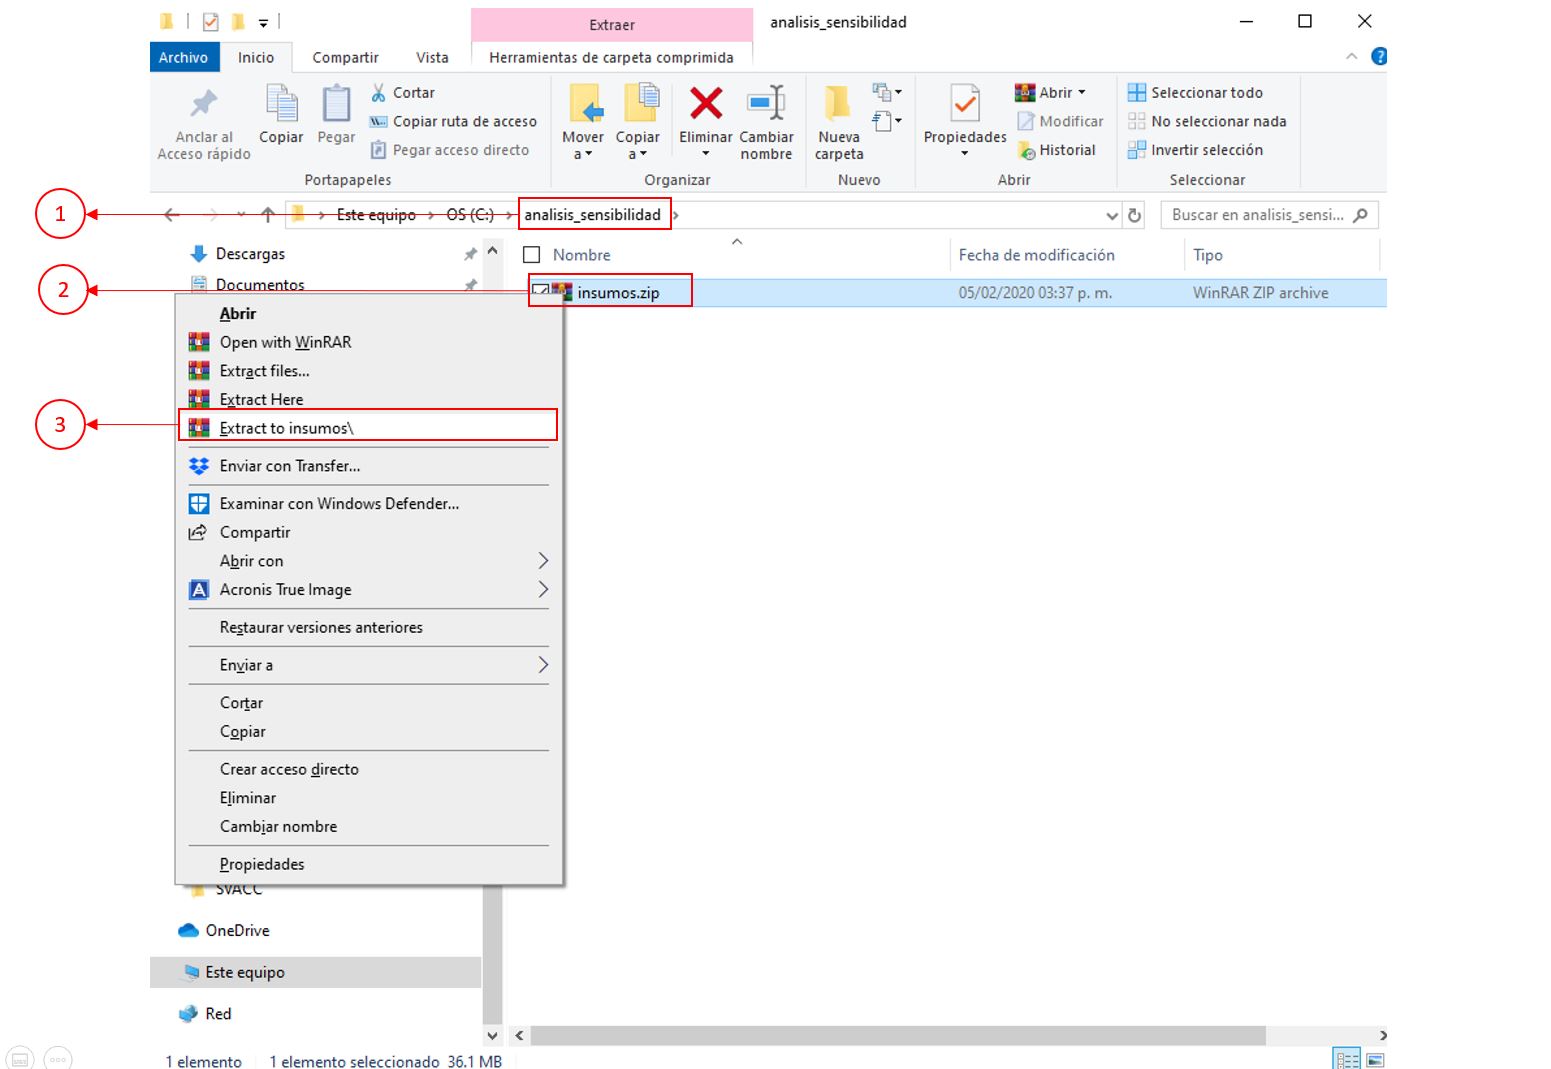 Extraer
analisis_sensibilidad
Archivo
Inicio
Compartir
Vista
Herramientas de carpeta comprimida
Anclar al
Acceso rápido
Copiar
Pegar
Cortar
Copiar ruta de acceso
Pegar acceso directo
Portapapeles
Mover
a
Copiar
a
Eliminar
Cambiar
nombre
Organizar
Nueva
carpeta
Nuevo
Propiedades
Abrir
Modificar
Historial
Abrir
Seleccionar todo
No seleccionar nada
Invertir selección
Seleccionar
1
Este equipo > OS (C:) > analisis_sensibilidad >
Buscar en analisis_sensi...
Descargas
Documentos
Nombre
Fecha de modificación
Tipo
2
insumos.zip
05/02/2020 03:37 p. m.
WinRAR ZIP archive
Abrir
Open with WinRAR
Extract files...
Extract Here
3
Extract to insumos\
Enviar con Transfer...
Examinar con Windows Defender...
Compartir
Abrir con
Acronis True Image
Restaurar versiones anteriores
Enviar a
Cortar
Copiar
Crear acceso directo
Eliminar
Cambiar nombre
Propiedades
SVACC
OneDrive
Este equipo
Red
1 elemento
1 elemento seleccionado 36.1 MB